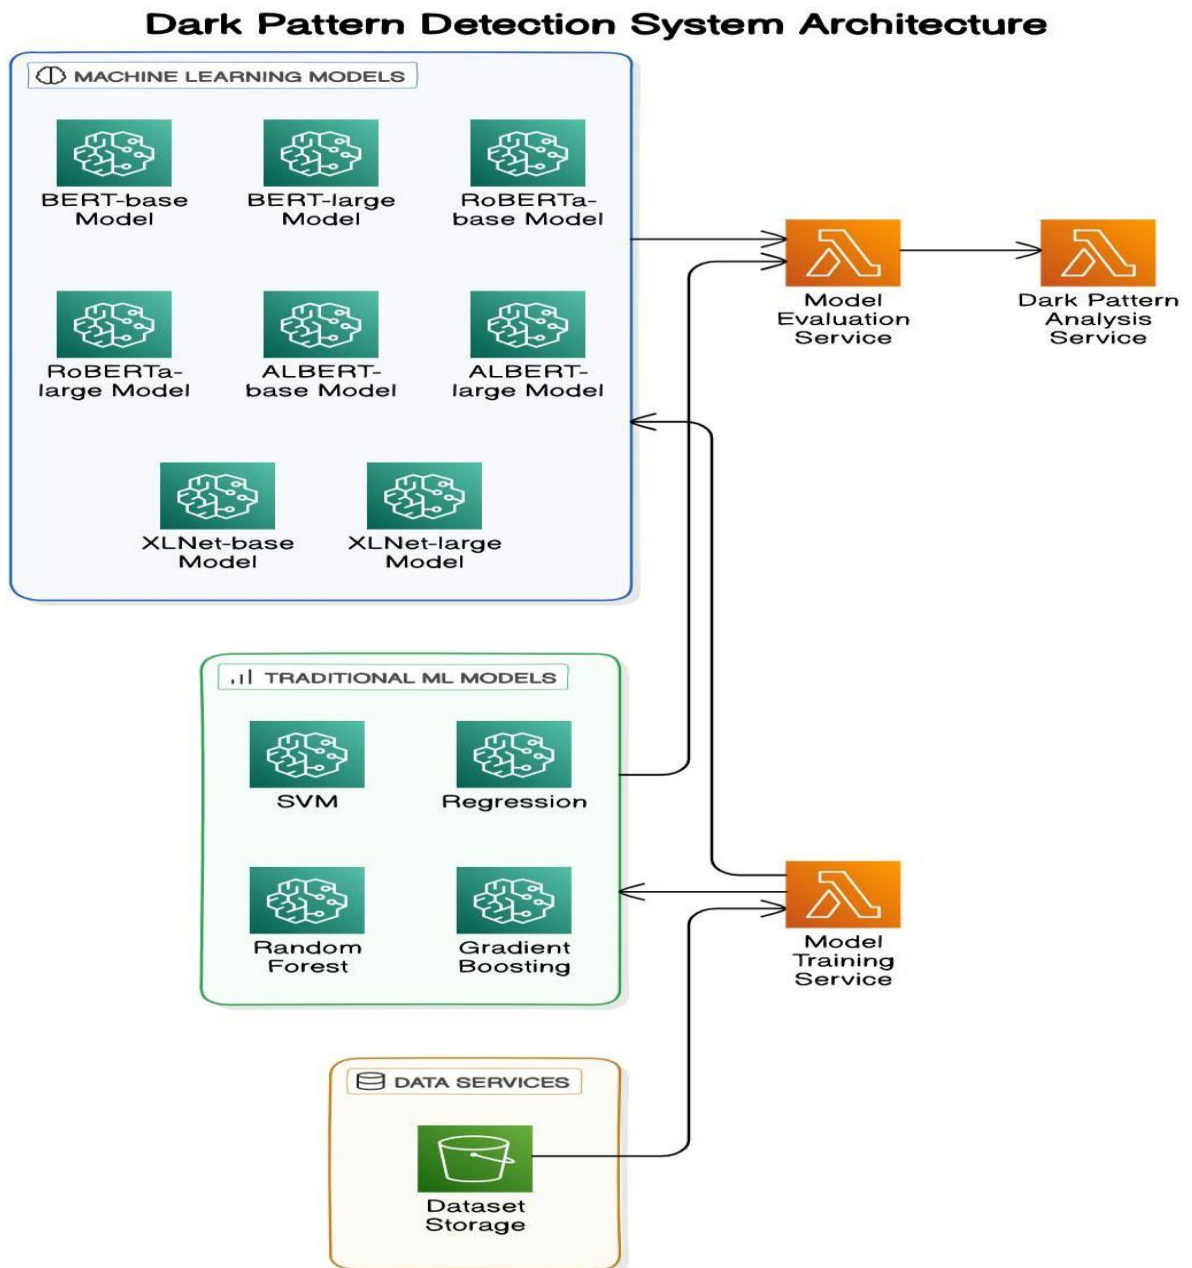 Dark Pattern Detection System Architecture
MACHINE LEARNING MODELS
BERT-base
Model
BERT-large
Model
RoBERTa-
base Model
RoBERTa-
large Model
ALBERT-
base Model
ALBERT-
large Model
XLNet-base
Model
XLNet-large
Model
Model
Evaluation
Service
Dark Pattern
Analysis
Service
TRADITIONAL ML MODELS
SVM
Regression
Random
Forest
Gradient
Boosting
Model
Training
Service
DATA SERVICES
Dataset
Storage